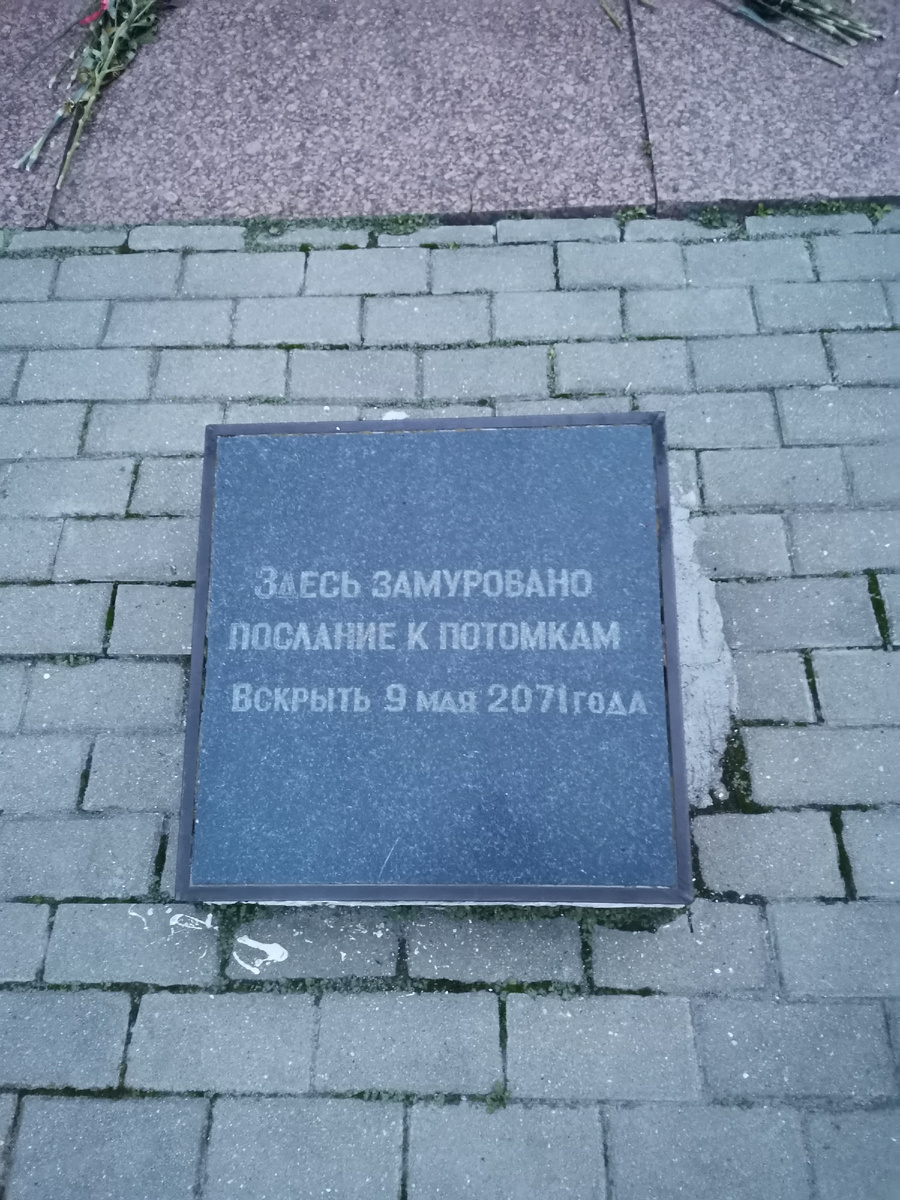 Здесь замуровано
послание к потомкам
Вскрыть 9 мая 2071 года